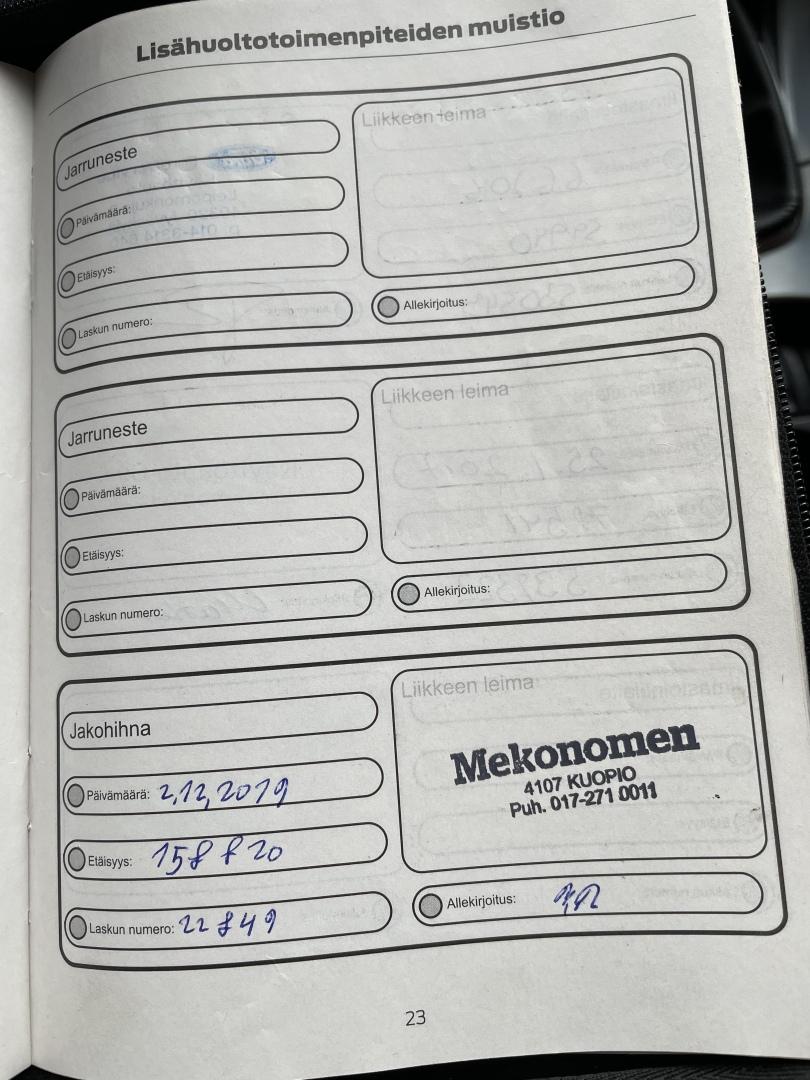 Lisähuoltotoimenpiteiden muistio
Jarruneste
Päivämäärä:
Etäisyys:
Laskun numero:
Liikkeen leima
Allekirjoitus:
Jarruneste
Päivämäärä:
Etäisyys:
Laskun numero:
Liikkeen leima
Allekirjoitus:
Jakohihna
Päivämäärä: 2,12,2019
Etäisyys: 158 820
Laskun numero: 22849
Liikkeen leima
Mekonomen
4107 KUOPIO
Puh. 017-271 0011
Allekirjoitus:
23